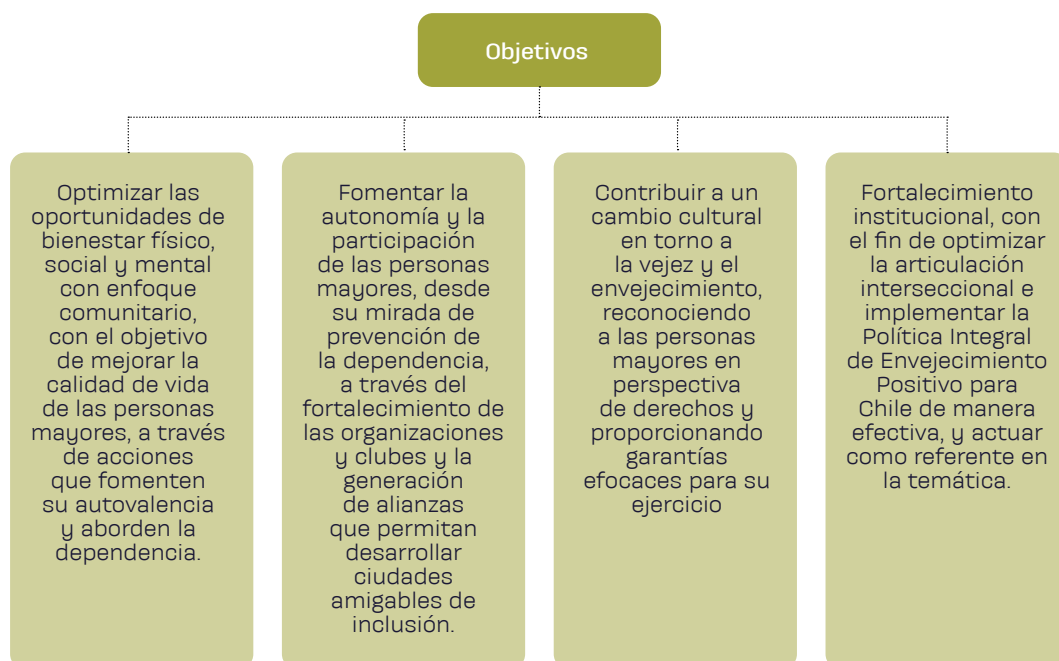 Objetivos
Optimizar las
oportunidades de
bienestar físico,
social y mental
con enfoque
comunitario,
con el objetivo
de mejorar la
calidad de vida
de las personas
mayores, a través
de acciones
que fomenten
su autovalencia
y aborden la
dependencia.
Fomentar la
autonomía y la
participación
de las personas
mayores, desde
su mirada de
prevención de
la dependencia,
a través del
fortalecimiento de
las organizaciones
y clubes y la
generación
de alianzas
que permitan
desarrollar
ciudades
amigables de
inclusión.
Contribuir a un
cambio cultural
en torno a
la vejez y el
envejecimiento,
reconociendo
a las personas
mayores en
perspectiva
de derechos y
proporcionando
garantías
efocaces para su
ejercicio
Fortalecimiento
institucional, con
el fin de optimizar
la articulación
interseccional e
implementar la
Política Integral
de Envejecimiento
Positivo para
Chile de manera
efectiva, y actuar
como referente en
la temática.